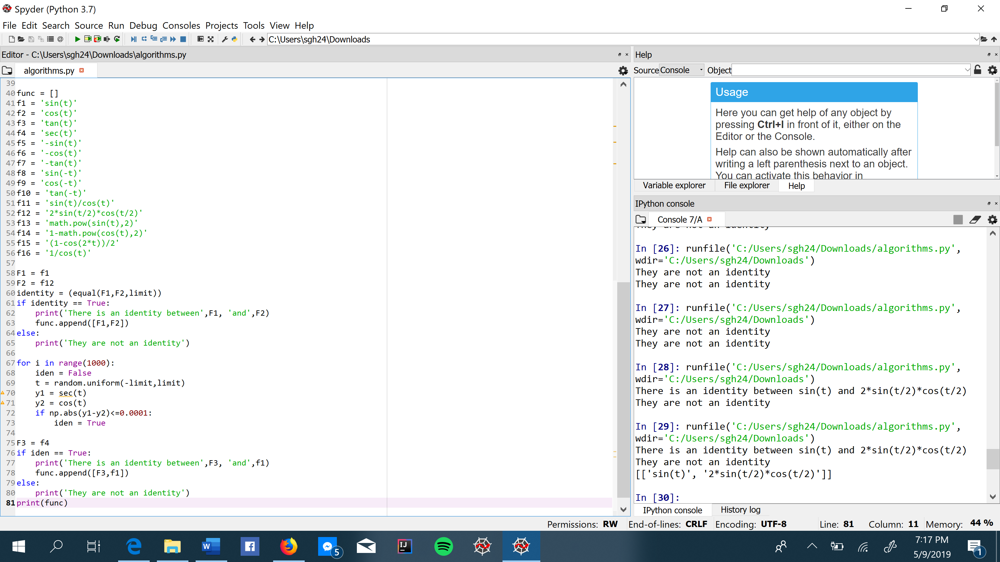 Spyder (Python 3.7)
File Edit Search Source Run Debug Consoles Projects Tools View Help
C:\Users\sgh24\Downloads
Editor - C:\Users\sgh24\Downloads\algorithms.py
algorithms.py
39
40 func = []
41 f1 = 'sin(t)'
42 f2 = 'cos(t)'
43 f3 = 'tan(t)'
44 f4 = 'sec(t)'
45 f5 = '-sin(t)'
46 f6 = '-cos(t)'
47 f7 = '-tan(t)'
48 f8 = 'sin(-t)'
49 f9 = 'cos(-t)'
50 f10 = 'tan(-t)'
51 f11 = 'sin(t)/cos(t)'
52 f12 = '2*sin(t/2)*cos(t/2)'
53 f13 = 'math.pow(sin(t),2)'
54 f14 = '1-math.pow(cos(t),2)'
55 f15 = '(1-cos(2*t))/2'
56 f16 = '1/cos(t)'
57
58 F1 = f1
59 F2 = f12
60 identity = (equal(F1,F2,limit))
61 if identity == True:
62     print('There is an identity between',F1, 'and',F2)
63     func.append([F1,F2])
64 else:
65     print('They are not an identity')
66
67 for i in range(1000):
68     iden = False
69     t = random.uniform(-limit,limit)
70     y1 = sec(t)
71     y2 = cos(t)
72     if np.abs(y1-y2)<=0.0001:
73         iden = True
74
75 F3 = f4
76 if iden == True:
77     print('There is an identity between',F3, 'and',f1)
78     func.append([F3,f1])
79 else:
80     print('They are not an identity')
81 print(func)
Help
Source Console Object
Usage
Here you can get help of any object by
pressing Ctrl+I in front of it, either on the
Editor or the Console.
Help can also be shown automatically after
writing a left parenthesis next to an object.
You can activate this behavior in
Variable explorer File explorer Help
IPython console
Console 7/A
They are not an identity
In [26]: runfile('C:/Users/sgh24/Downloads/algorithms.py',
wdir='C:/Users/sgh24/Downloads')
They are not an identity
They are not an identity
In [27]: runfile('C:/Users/sgh24/Downloads/algorithms.py',
wdir='C:/Users/sgh24/Downloads')
They are not an identity
They are not an identity
In [28]: runfile('C:/Users/sgh24/Downloads/algorithms.py',
wdir='C:/Users/sgh24/Downloads')
There is an identity between sin(t) and 2*sin(t/2)*cos(t/2)
They are not an identity
In [29]: runfile('C:/Users/sgh24/Downloads/algorithms.py',
wdir='C:/Users/sgh24/Downloads')
There is an identity between sin(t) and 2*sin(t/2)*cos(t/2)
They are not an identity
[['sin(t)', '2*sin(t/2)*cos(t/2)']]
In [30]:
IPython console History log
Permissions: RW End-of-lines: CRLF Encoding: UTF-8 Line: 81 Column: 11 Memory: 44 %
W
5
IJ
7:17 PM
5/9/2019
1